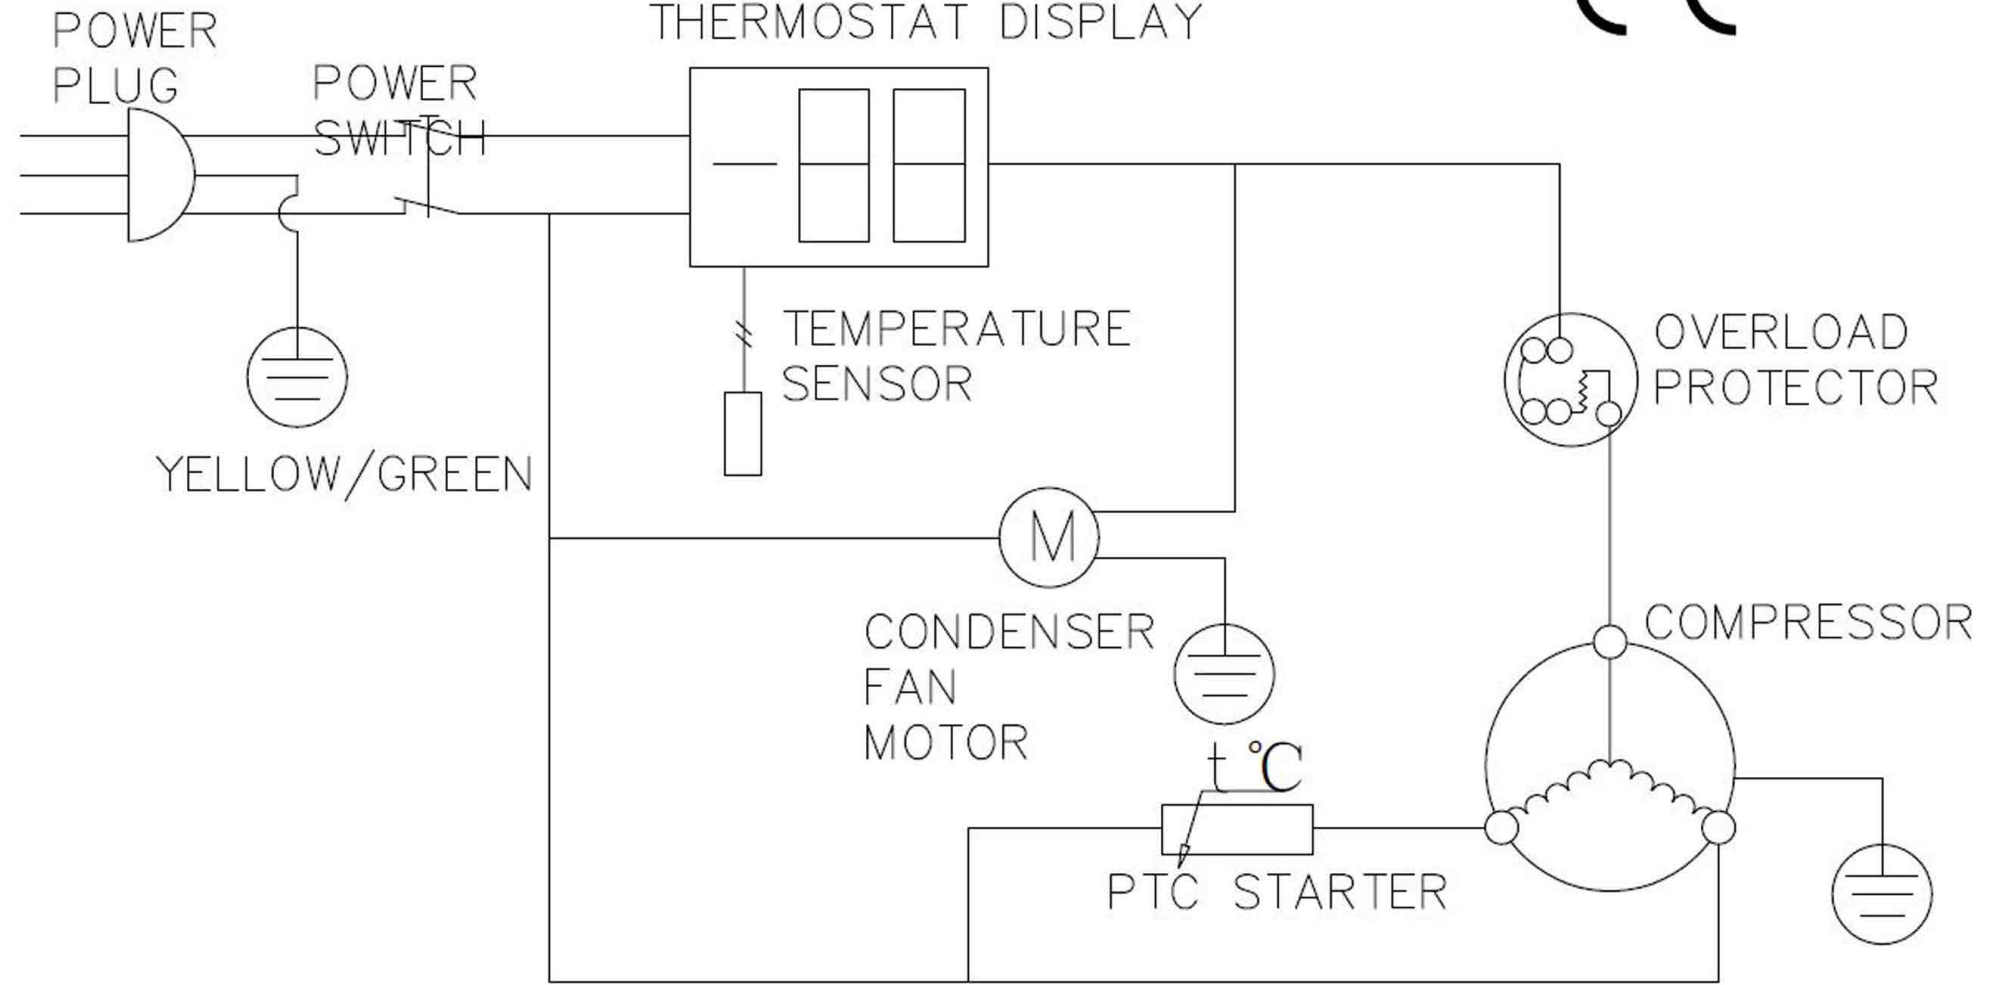 POWER
PLUG
POWER
SWITCH
THERMOSTAT DISPLAY
TEMPERATURE
SENSOR
YELLOW/GREEN
OVERLOAD
PROTECTOR
M
CONDENSER
FAN
MOTOR
COMPRESSOR
t ℃
PTC STARTER